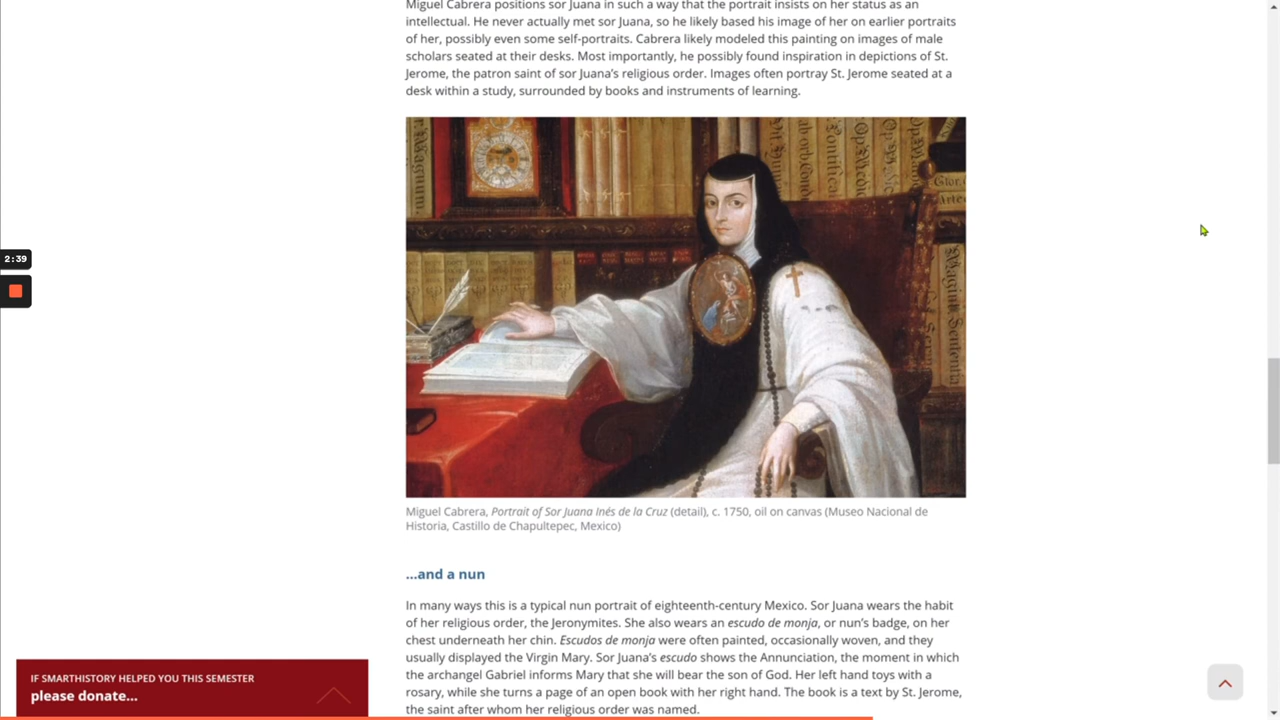 Miguel Cabrera positions sor Juana in such a way that the portrait insists on her status as an
intellectual. He never actually met sor Juana, so he likely based his image of her on earlier portraits
of her, possibly even some self-portraits. Cabrera likely modeled this painting on images of male
scholars seated at their desks. Most importantly, he possibly found inspiration in depictions of St.
Jerome, the patron saint of sor Juana's religious order. Images often portray St. Jerome seated at a
desk within a study, surrounded by books and instruments of learning.
2:39
Miguel Cabrera, Portrait of Sor Juana Inés de la Cruz (detail), c. 1750, oil on canvas (Museo Nacional de
Historia, Castillo de Chapultepec, Mexico)
...and a nun
In many ways this is a typical nun portrait of eighteenth-century Mexico. Sor Juana wears the habit
of her religious order, the Jeronymites. She also wears an escudo de monja, or nun's badge, on her
chest underneath her chin. Escudos de monja were often painted, occasionally woven, and they
usually displayed the Virgin Mary. Sor Juana's escudo shows the Annunciation, the moment in which
the archangel Gabriel informs Mary that she will bear the son of God. Her left hand toys with a
rosary, while she turns a page of an open book with her right hand. The book is a text by St. Jerome,
the saint after whom her religious order was named.
IF SMARTHISTORY HELPED YOU THIS SEMESTER
please donate...